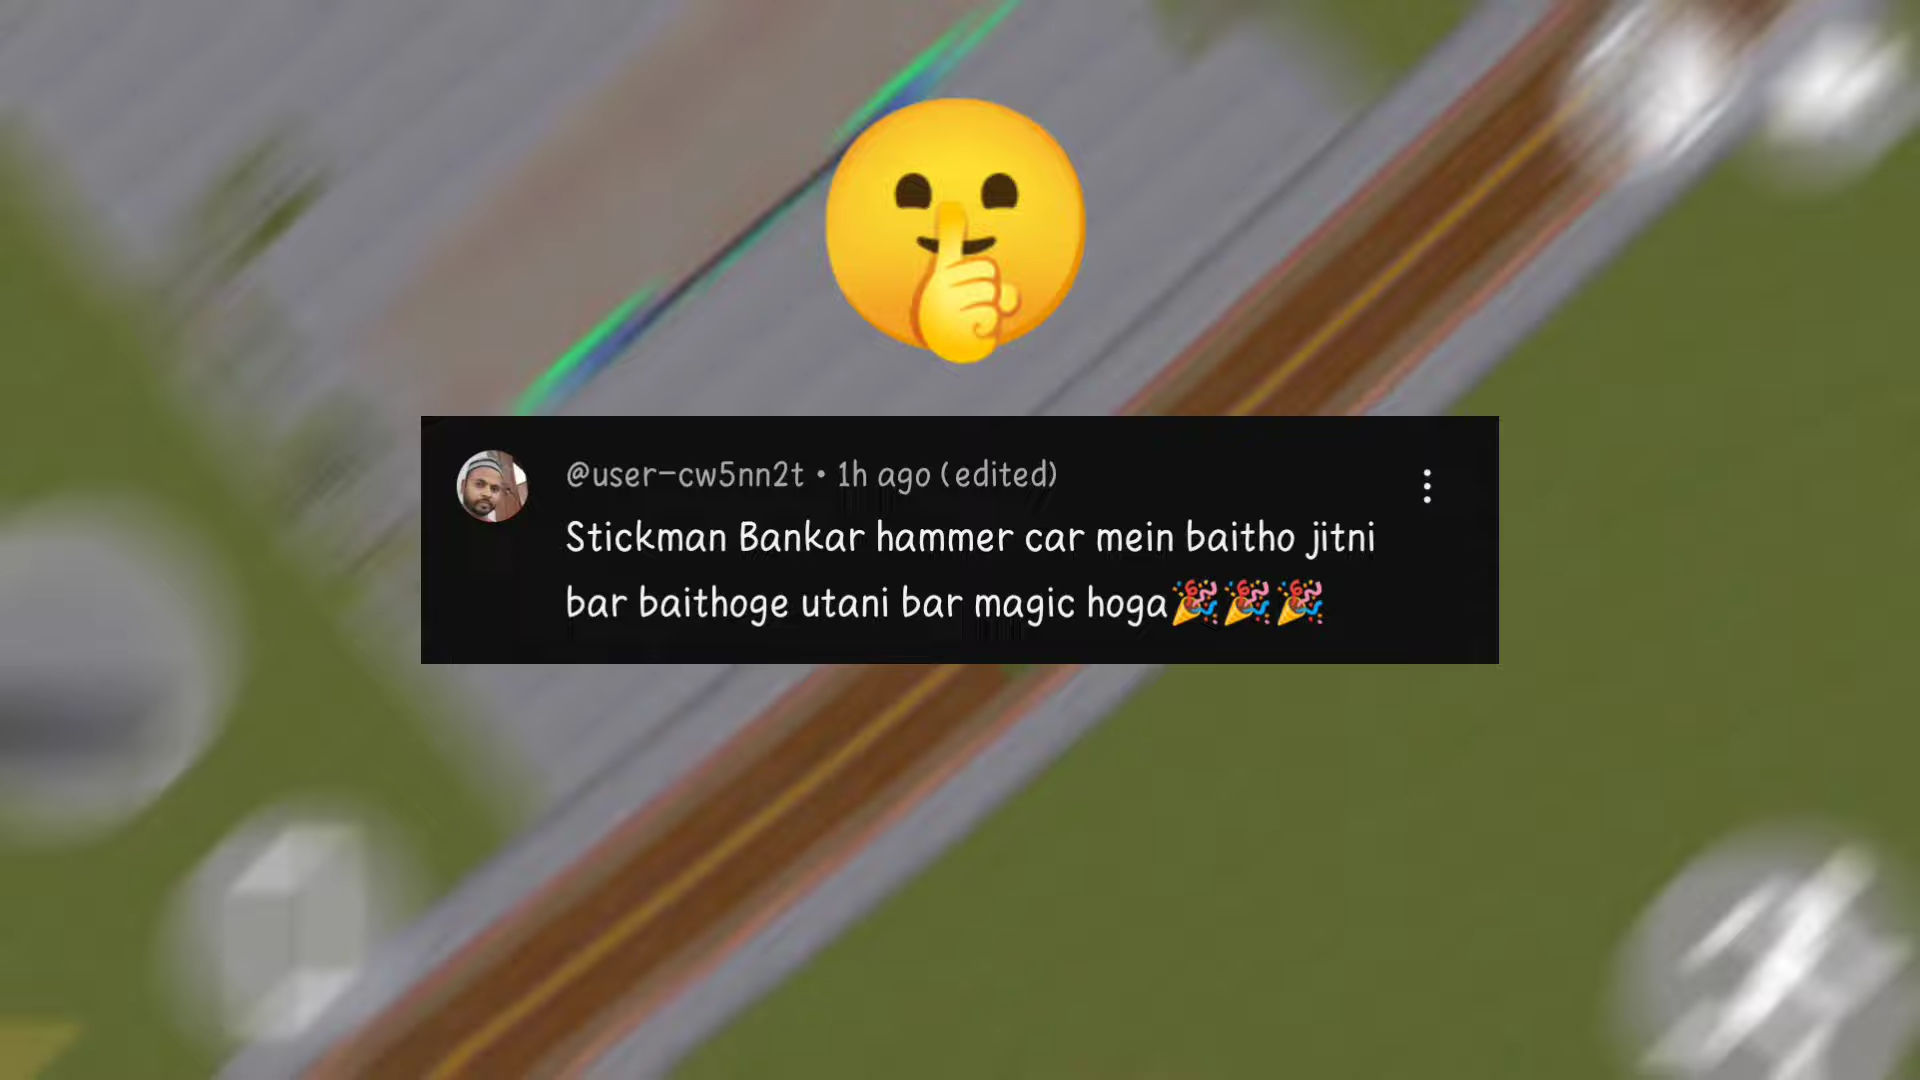 @user-cw5nn2t • 1h ago (edited)
Stickman Bankar hammer car mein baitho jitni
bar baithoge utani bar magic hoga🎉🎉🎉